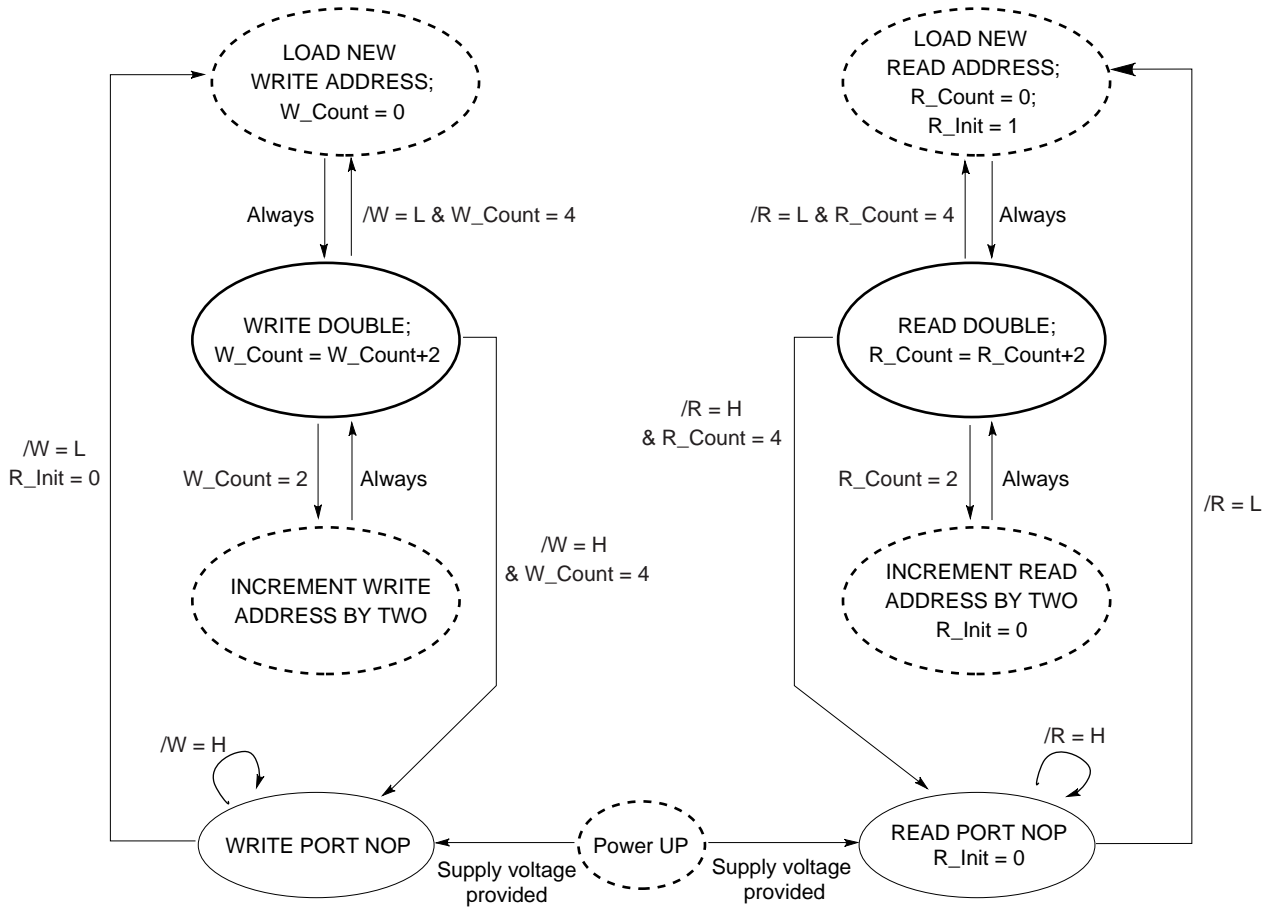 LOAD NEW
WRITE ADDRESS;
W_Count = 0
LOAD NEW
READ ADDRESS;
R_Count = 0;
R_Init = 1
Always
/W = L & W_Count = 4
/R = L & R_Count = 4
Always
WRITE DOUBLE;
W_Count = W_Count+2
READ DOUBLE;
R_Count = R_Count+2
/W = L
R_Init = 0
W_Count = 2
Always
/R = H
& R_Count = 4
R_Count = 2
Always
/R = L
/W = H
& W_Count = 4
INCREMENT WRITE
ADDRESS BY TWO
INCREMENT READ
ADDRESS BY TWO
R_Init = 0
/W = H
/R = H
WRITE PORT NOP
Power UP
READ PORT NOP
R_Init = 0
Supply voltage
provided
Supply voltage
provided